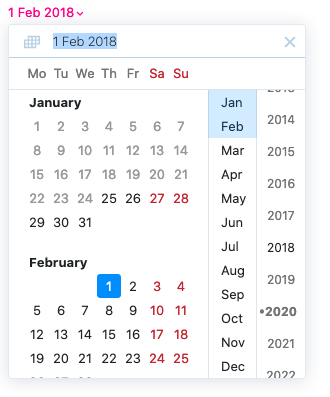 1 Feb 2018
1 Feb 2018
Mo Tu We Th Fr Sa Su
January
1 2 3 4 5 6 7
8 9 10 11 12 13 14
15 16 17 18 19 20 21
22 23 24 25 26 27 28
29 30 31
February
1 2 3 4
5 6 7 8 9 10 11
12 13 14 15 16 17 18
19 20 21 22 23 24 25
Jan
Feb
Mar
Apr
May
Jun
Jul
Aug
Sep
Oct
Nov
Dec
2014
2015
2016
2017
2018
2019
•2020
2021
2022